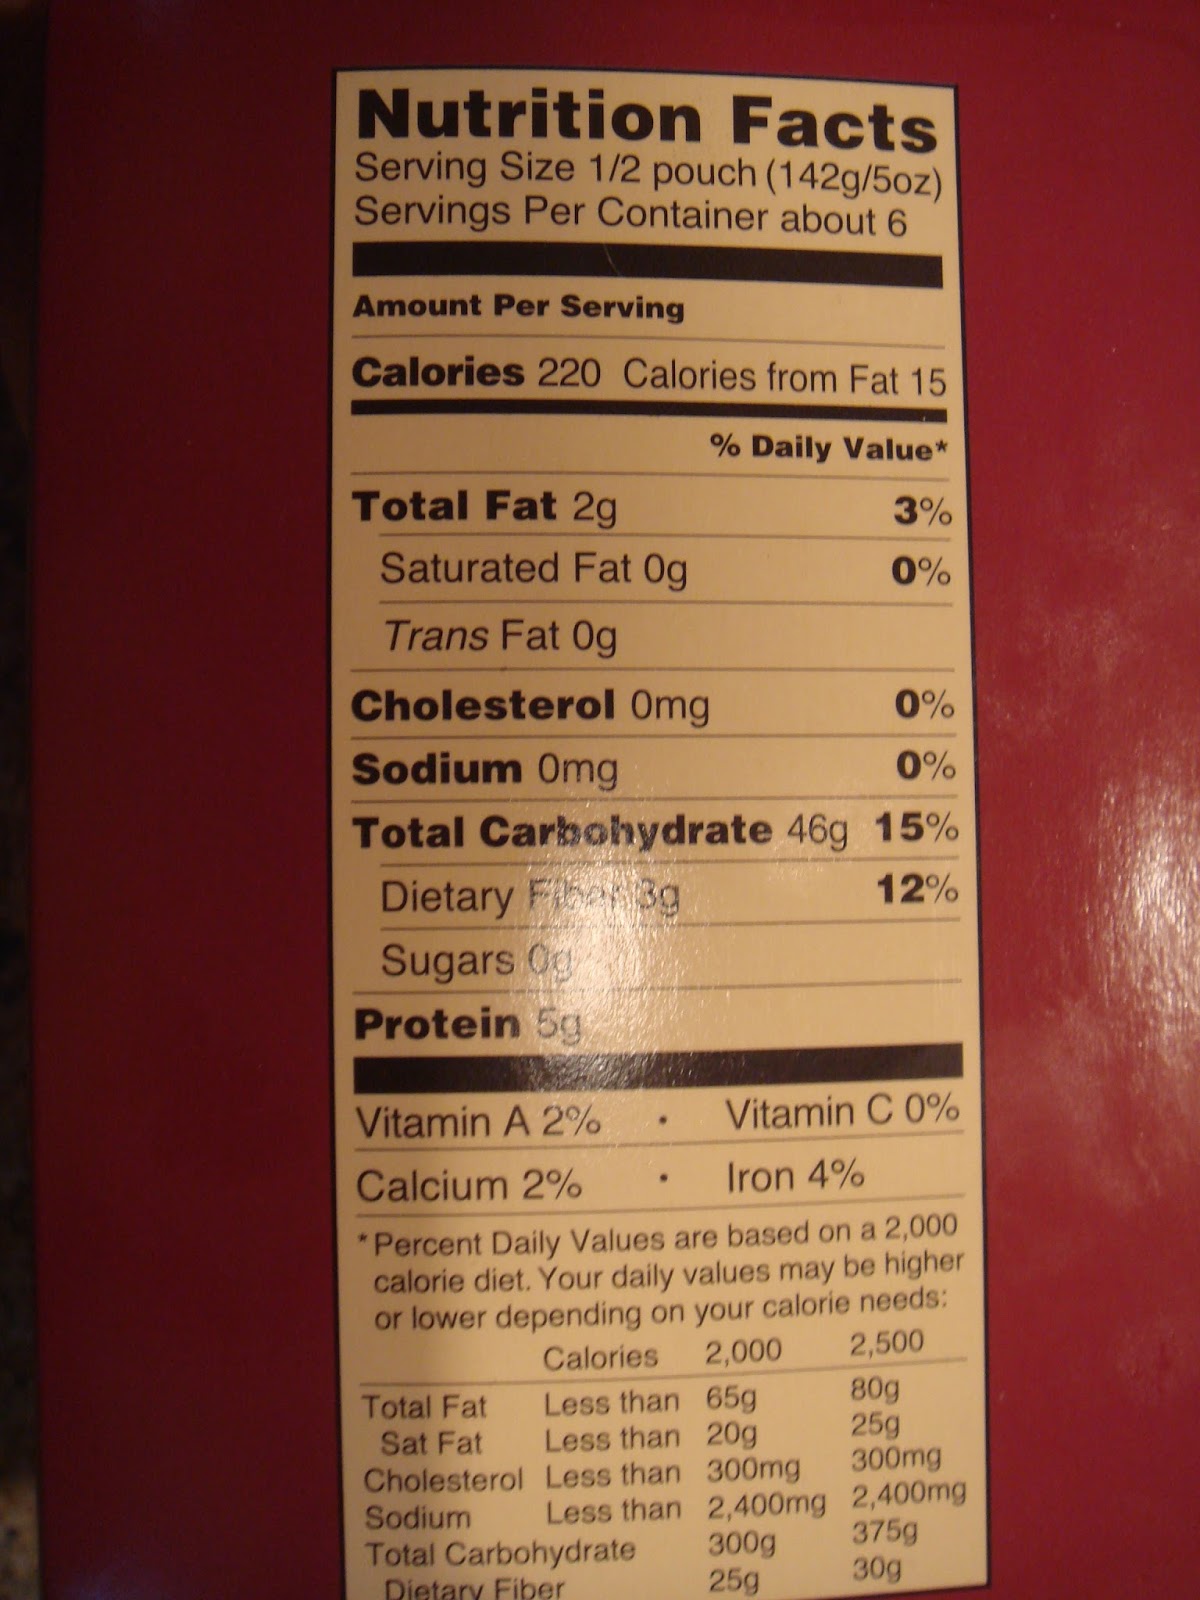 Nutrition Facts
Serving Size 1/2 pouch (142g/5oz)
Servings Per Container about 6
Amount Per Serving
Calories 220 Calories from Fat 15
% Daily Value*
Total Fat 2g 3%
Saturated Fat 0g 0%
Trans Fat 0g
Cholesterol 0mg 0%
Sodium 0mg 0%
Total Carbohydrate 46g 15%
Dietary Fiber 3g 12%
Sugars 0g
Protein 5g
Vitamin A 2% • Vitamin C 0%
Calcium 2% • Iron 4%
*Percent Daily Values are based on a 2,000
calorie diet. Your daily values may be higher
or lower depending on your calorie needs:
Calories 2,000 2,500
Total Fat Less than 65g 80g
Sat Fat Less than 20g 25g
Cholesterol Less than 300mg 300mg
Sodium Less than 2,400mg 2,400mg
Total Carbohydrate 300g 375g
Dietary Fiber 25g 30g